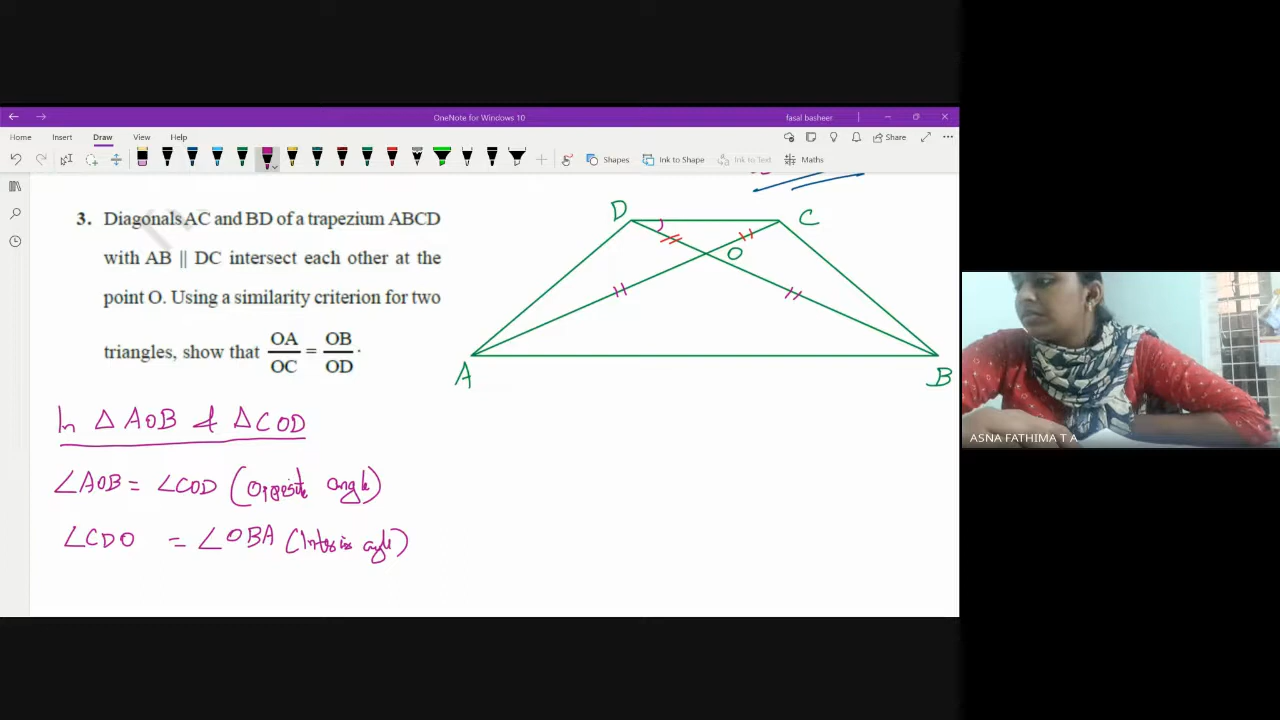 OneNote for Windows 10
fasal basheer
Home Insert Draw View Help
Share
Shapes Ink to Shape Ink to Text Maths
3. Diagonals AC and BD of a trapezium ABCD
with AB || DC intersect each other at the
point O. Using a similarity criterion for two
triangles, show that OA/OC = OB/OD.
D C
O
A B
In △AOB & △COD
∠AOB = ∠COD (Opposite angle)
∠CDO = ∠OBA (
ASNA FATHIMA T A